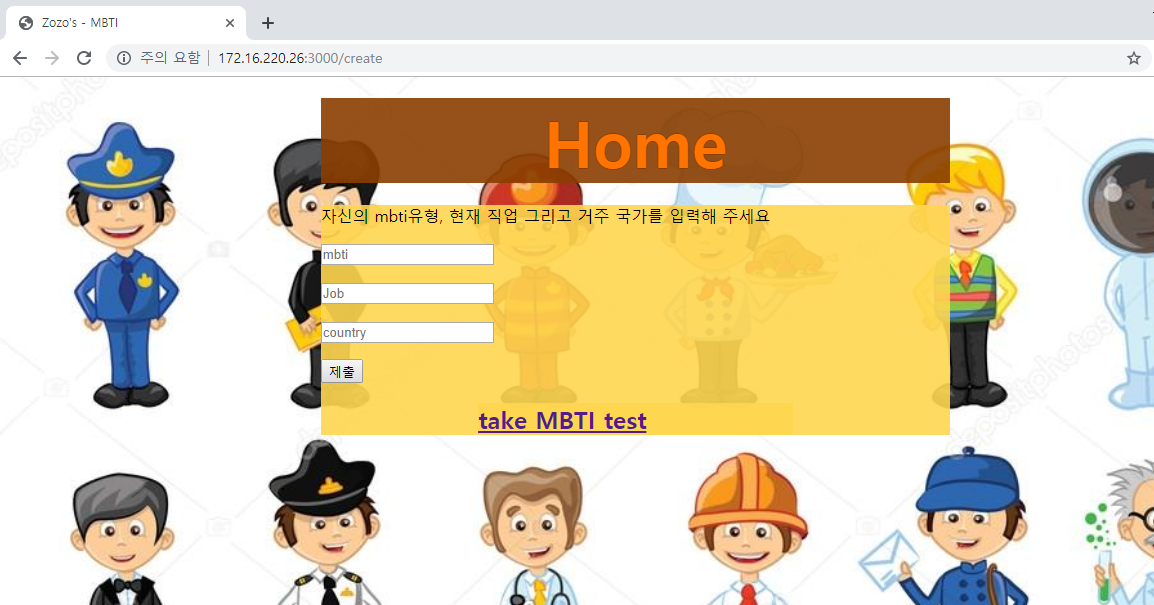 Zozo's - MBTI
주의 요함 | 172.16.220.26:3000/create
Home
자신의 mbti유형, 현재 직업 그리고 거주 국가를 입력해 주세요
mbti
Job
country
제출
take MBTI test
depositphotos
depositphotos